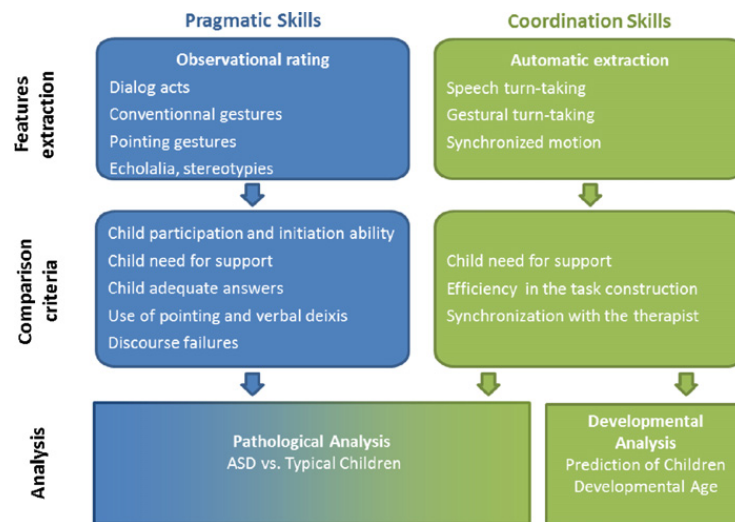 Pragmatic Skills
Coordination Skills
Features
extraction
Observational rating
Dialog acts
Conventionnal gestures
Pointing gestures
Echolalia, stereotypies
Automatic extraction
Speech turn-taking
Gestural turn-taking
Synchronized motion
Comparison
criteria
Child participation and initiation ability
Child need for support
Child adequate answers
Use of pointing and verbal deixis
Discourse failures
Child need for support
Efficiency in the task construction
Synchronization with the therapist
Analysis
Pathological Analysis
ASD vs. Typical Children
Developmental
Analysis
Prediction of Children
Developmental Age